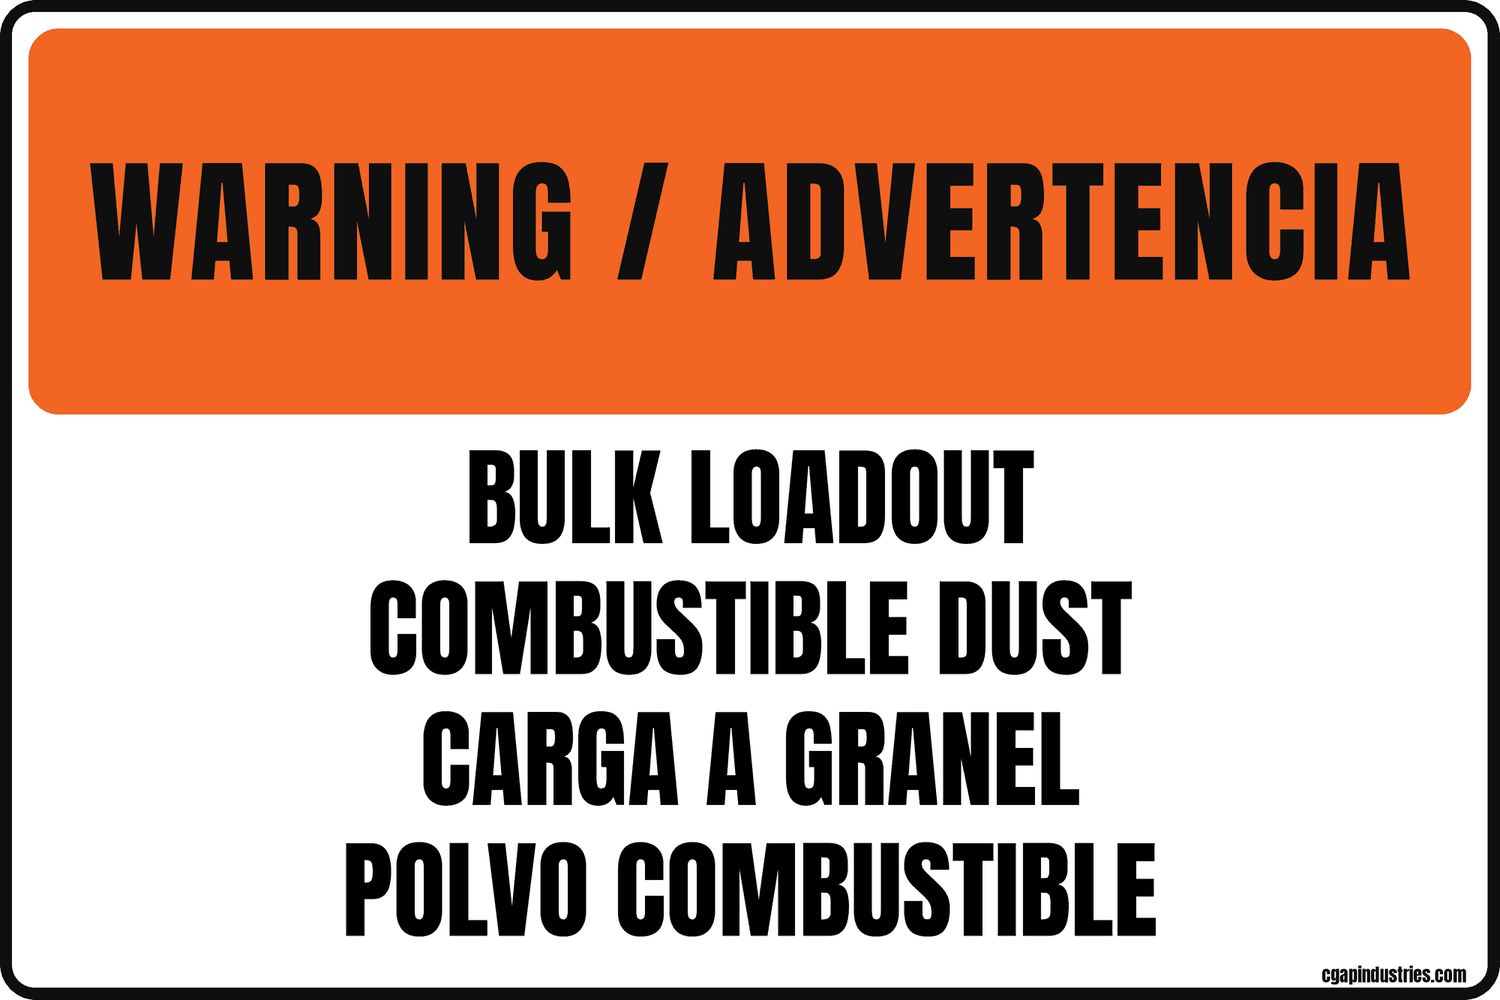 WARNING / ADVERTENCIA
BULK LOADOUT
COMBUSTIBLE DUST
CARGA A GRANEL
POLVO COMBUSTIBLE
cgapindustries.com